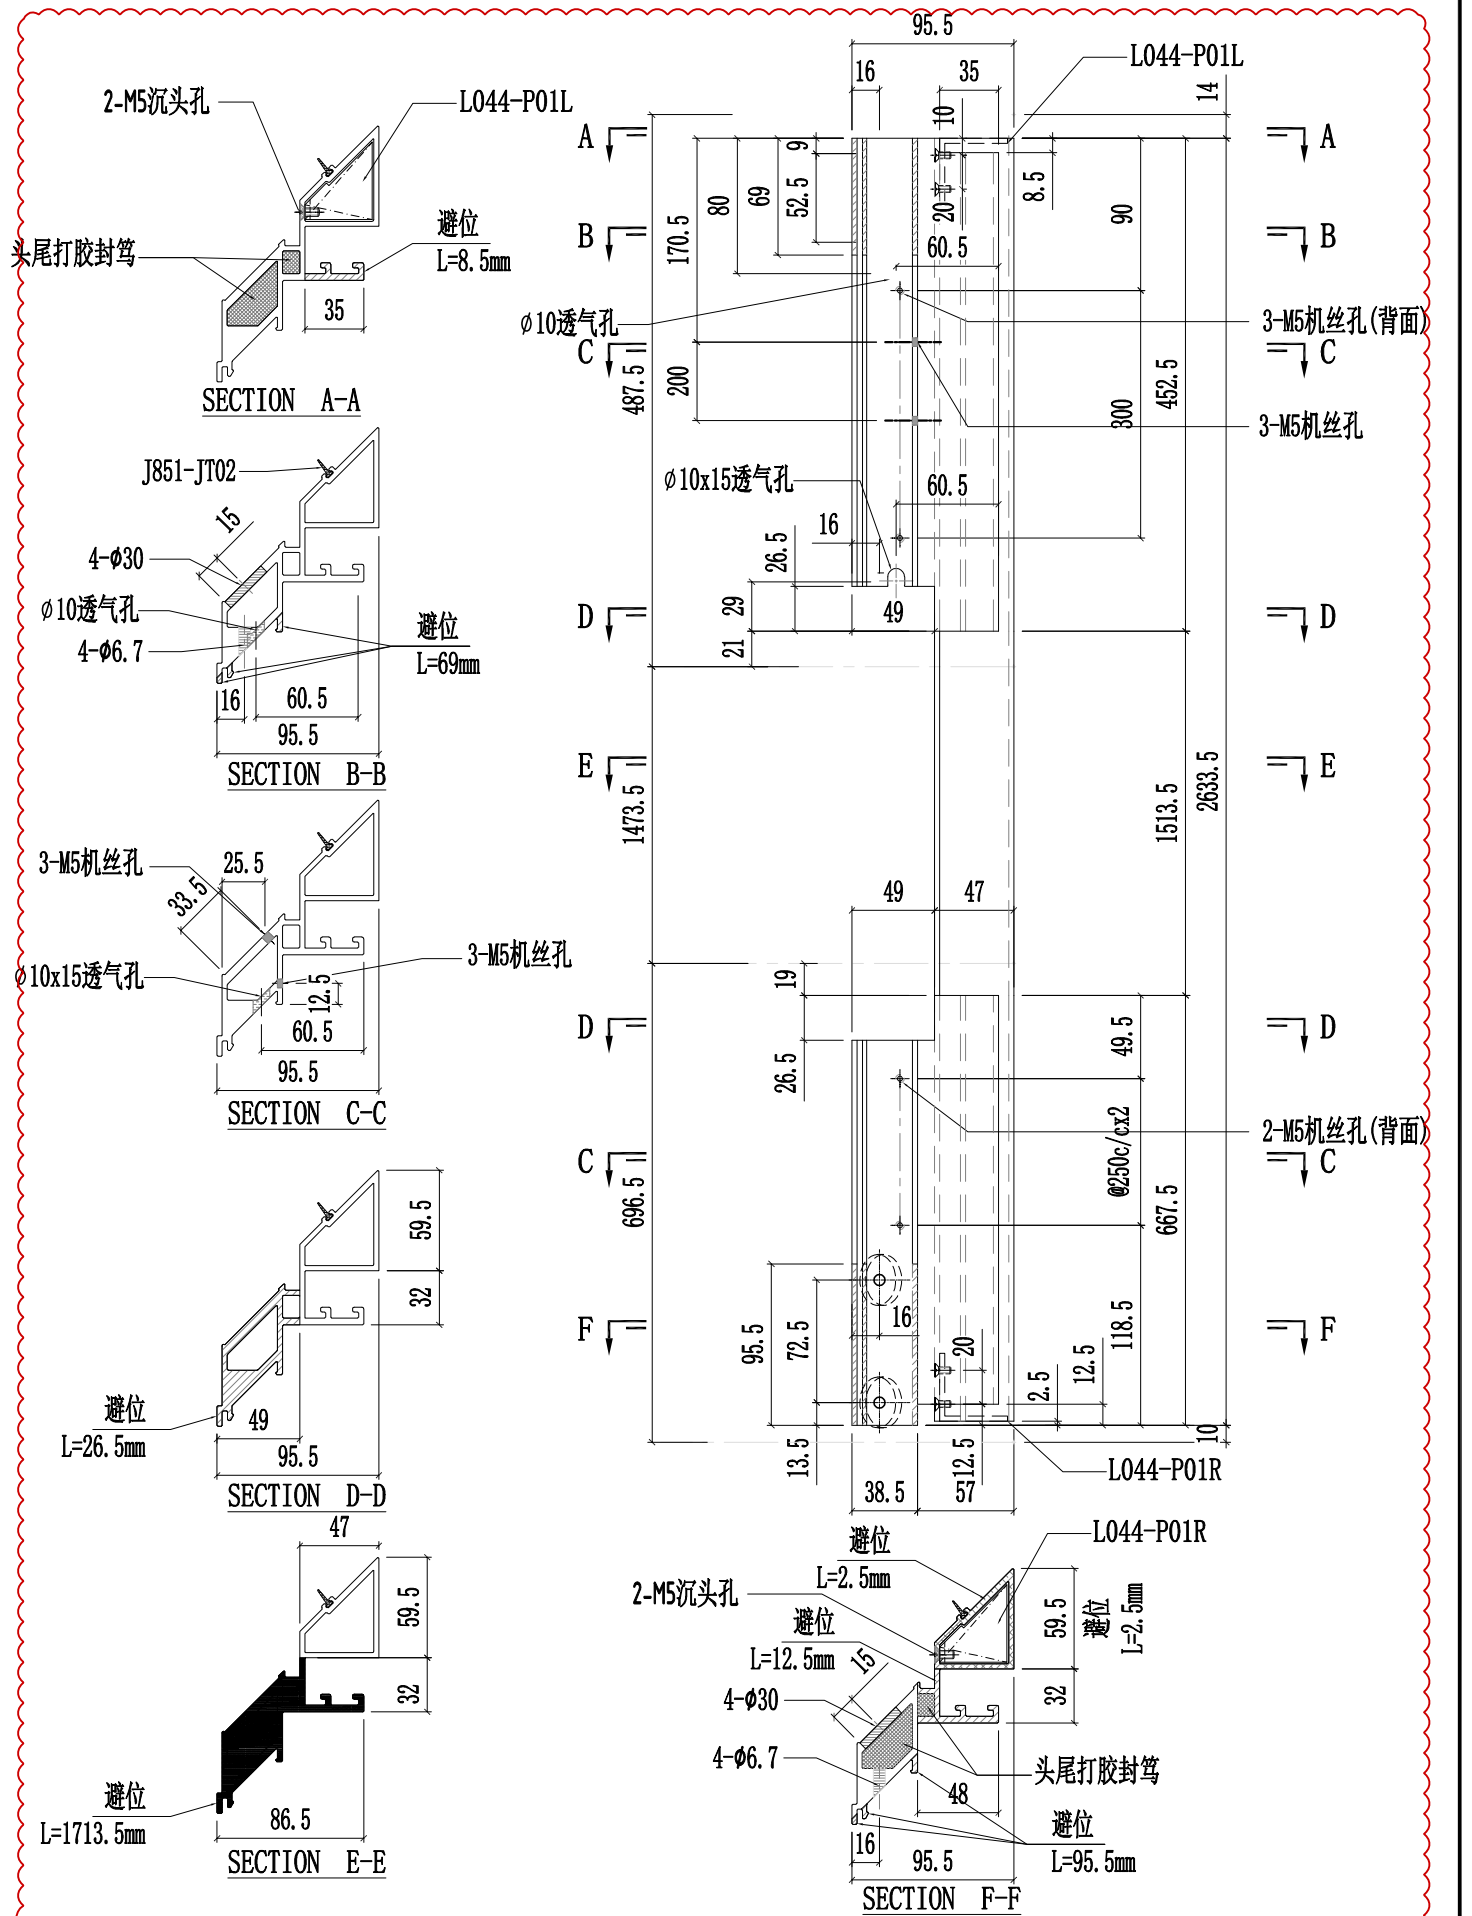 95.5
16
35
L044-P01L
14
2-M5沉头孔
L044-P01L
10
A
A
9
8.5
52.5
69
80
20
90
170.5
避位
L=8.5mm
头尾打胶封笃
B
B
60.5
35
ϕ10透气孔
3-M5机丝孔(背面)
C
C
SECTION A-A
487.5
200
300
452.5
3-M5机丝孔
J851-JT02
ϕ10x15透气孔
60.5
15
16
4-ϕ30
26.5
ϕ10透气孔
29
49
D
D
避位
L=69mm
4-ϕ6.7
21
16
60.5
95.5
SECTION B-B
E
E
1473.5
1513.5
2633.5
3-M5机丝孔
25.5
33.5
49
47
3-M5机丝孔
ϕ10x15透气孔
12.5
19
60.5
D
D
49.5
95.5
26.5
SECTION C-C
2-M5机丝孔(背面)
@250c/cx2
C
C
696.5
667.5
59.5
32
16
118.5
F
F
95.5
72.5
20
12.5
2.5
避位
L=26.5mm
49
95.5
10
13.5
12.5
L044-P01R
SECTION D-D
38.5
57
47
避位
L=2.5mm
L044-P01R
59.5
2-M5沉头孔
避位
L=12.5mm
59.5
避位
L=2.5mm
15
32
4-ϕ30
32
4-ϕ6.7
头尾打胶封笃
避位
L=1713.5mm
48
86.5
避位
L=95.5mm
16
95.5
SECTION E-E
SECTION F-F